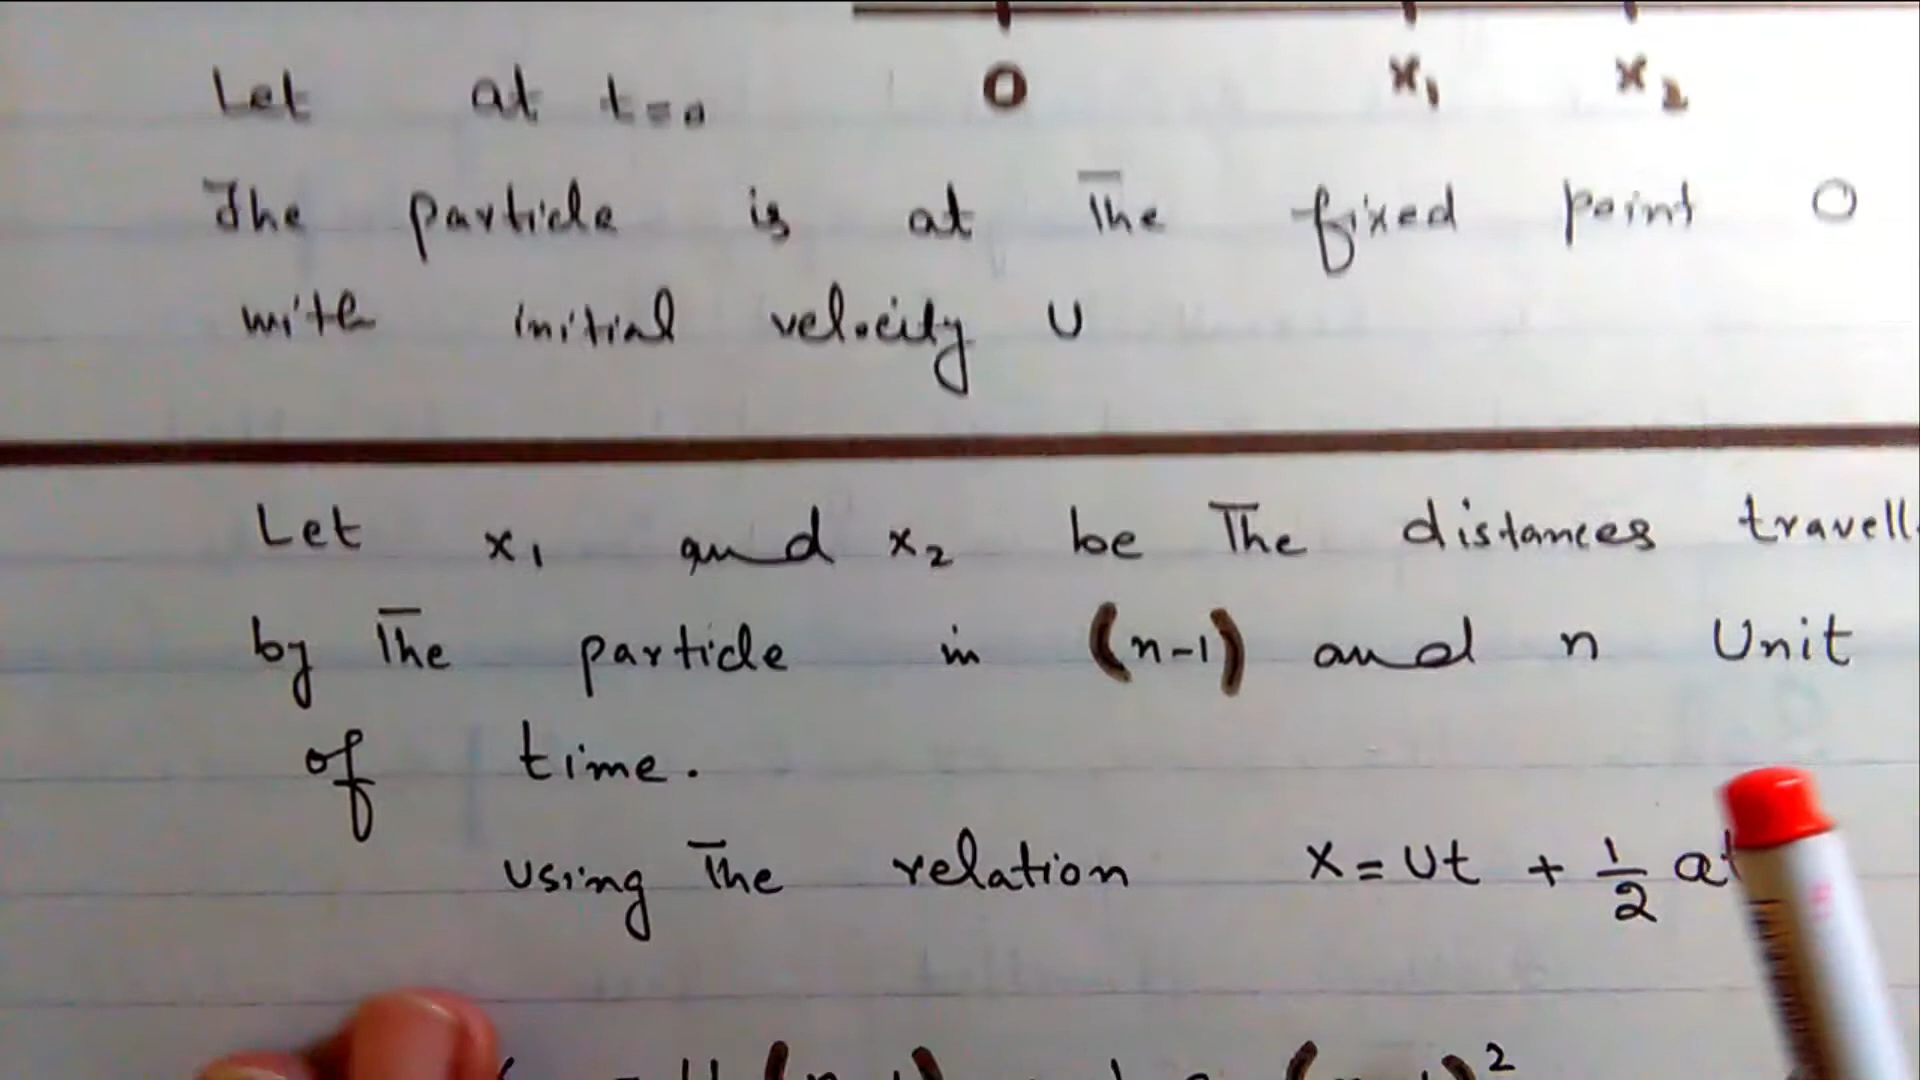 O x₁ x₂
Let at t=0
The particle is at The fixed point O
with initial velocity U
Let x₁ and x₂ be The distances travell
by The particle in (n-1) and n Unit
of time.
using The relation x = Ut + 1/2 at